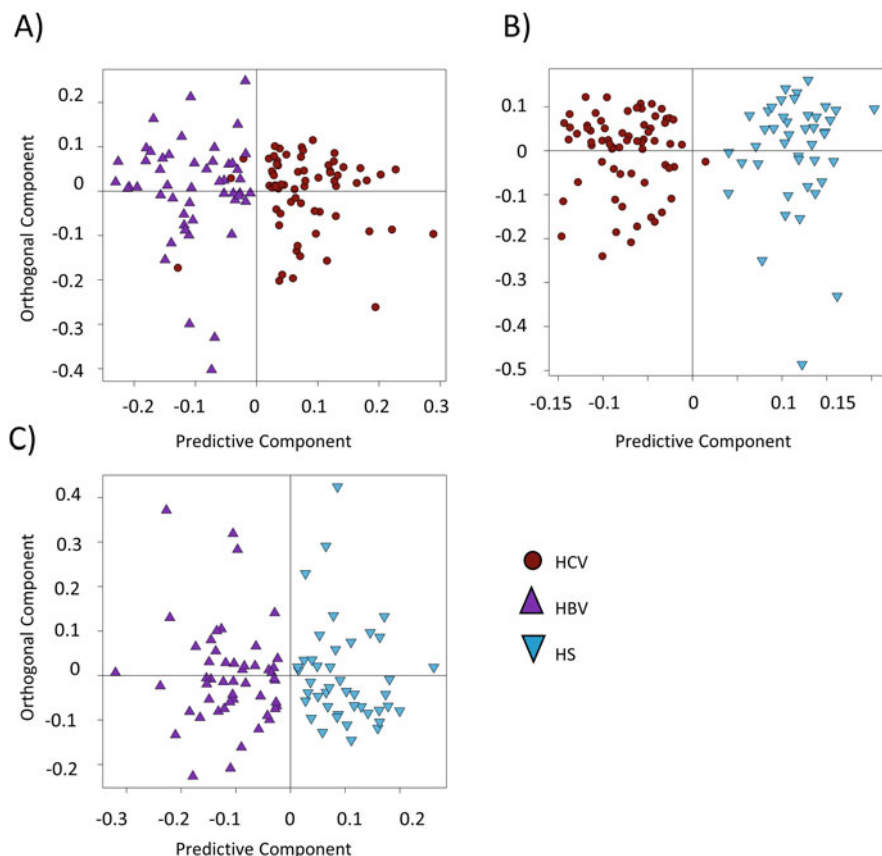 A)
0.2
0.1
0
-0.1
-0.2
-0.3
-0.4
Orthogonal Component
-0.2 -0.1 0 0.1 0.2 0.3
Predictive Component
B)
0.1
0
-0.1
-0.2
-0.3
-0.4
-0.5
-0.15 -0.1 0 0.1 0.15
Predictive Component
C)
0.4
0.3
0.2
0.1
0
-0.1
-0.2
Orthogonal Component
-0.3 -0.2 -0.1 0 0.1 0.2
Predictive Component
HCV
HBV
HS